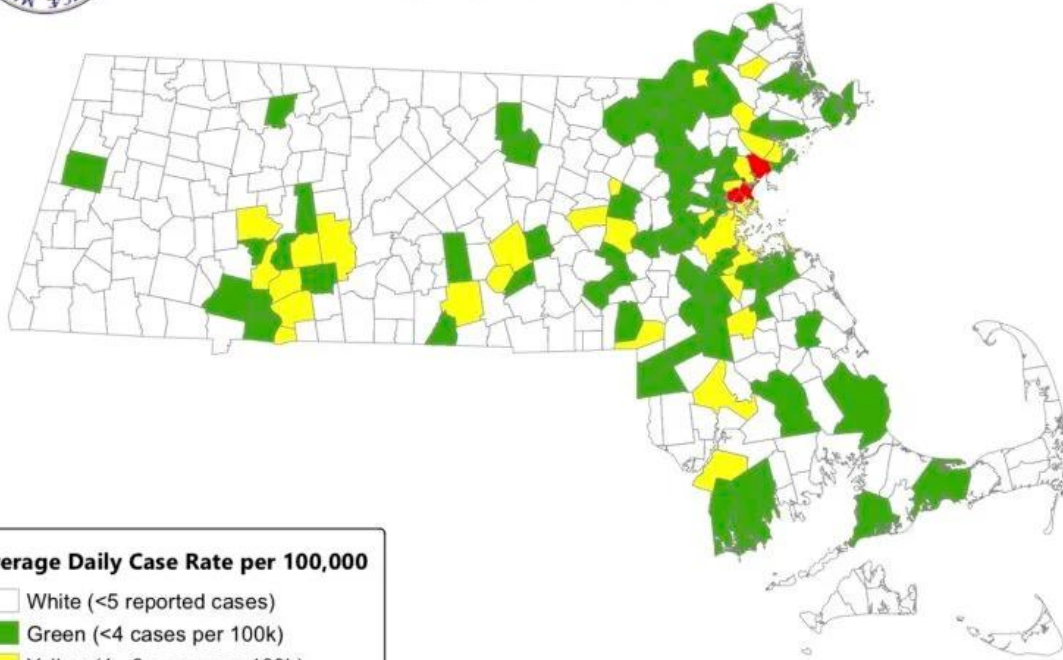 erage Daily Case Rate per 100,000
White (<5 reported cases)
Green (<4 cases per 100k)